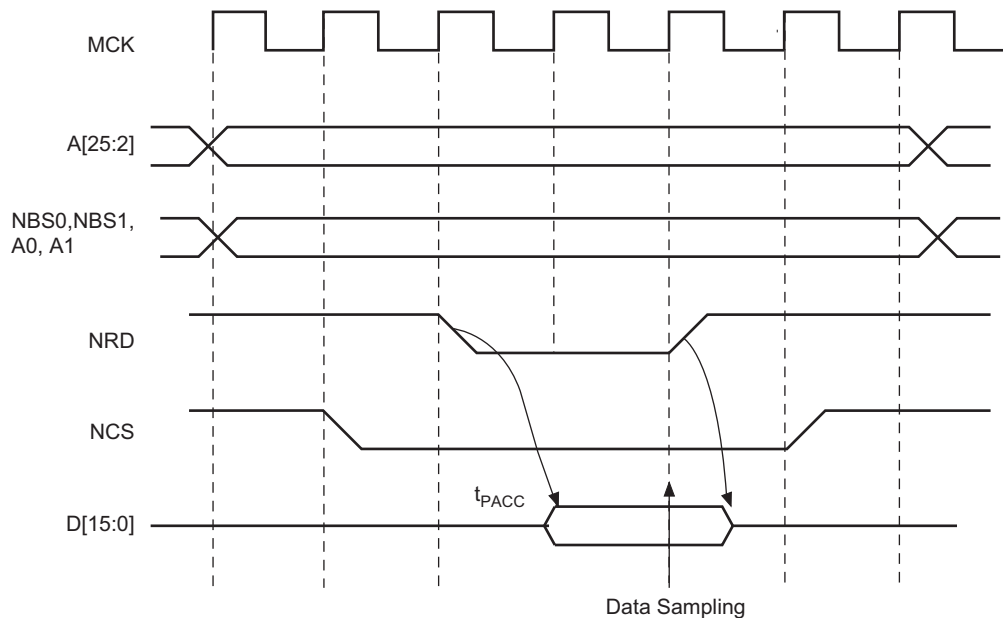 MCK
A[25:2]
NBS0,NBS1,
A0, A1
NRD
NCS
tPACC
D[15:0]
Data Sampling